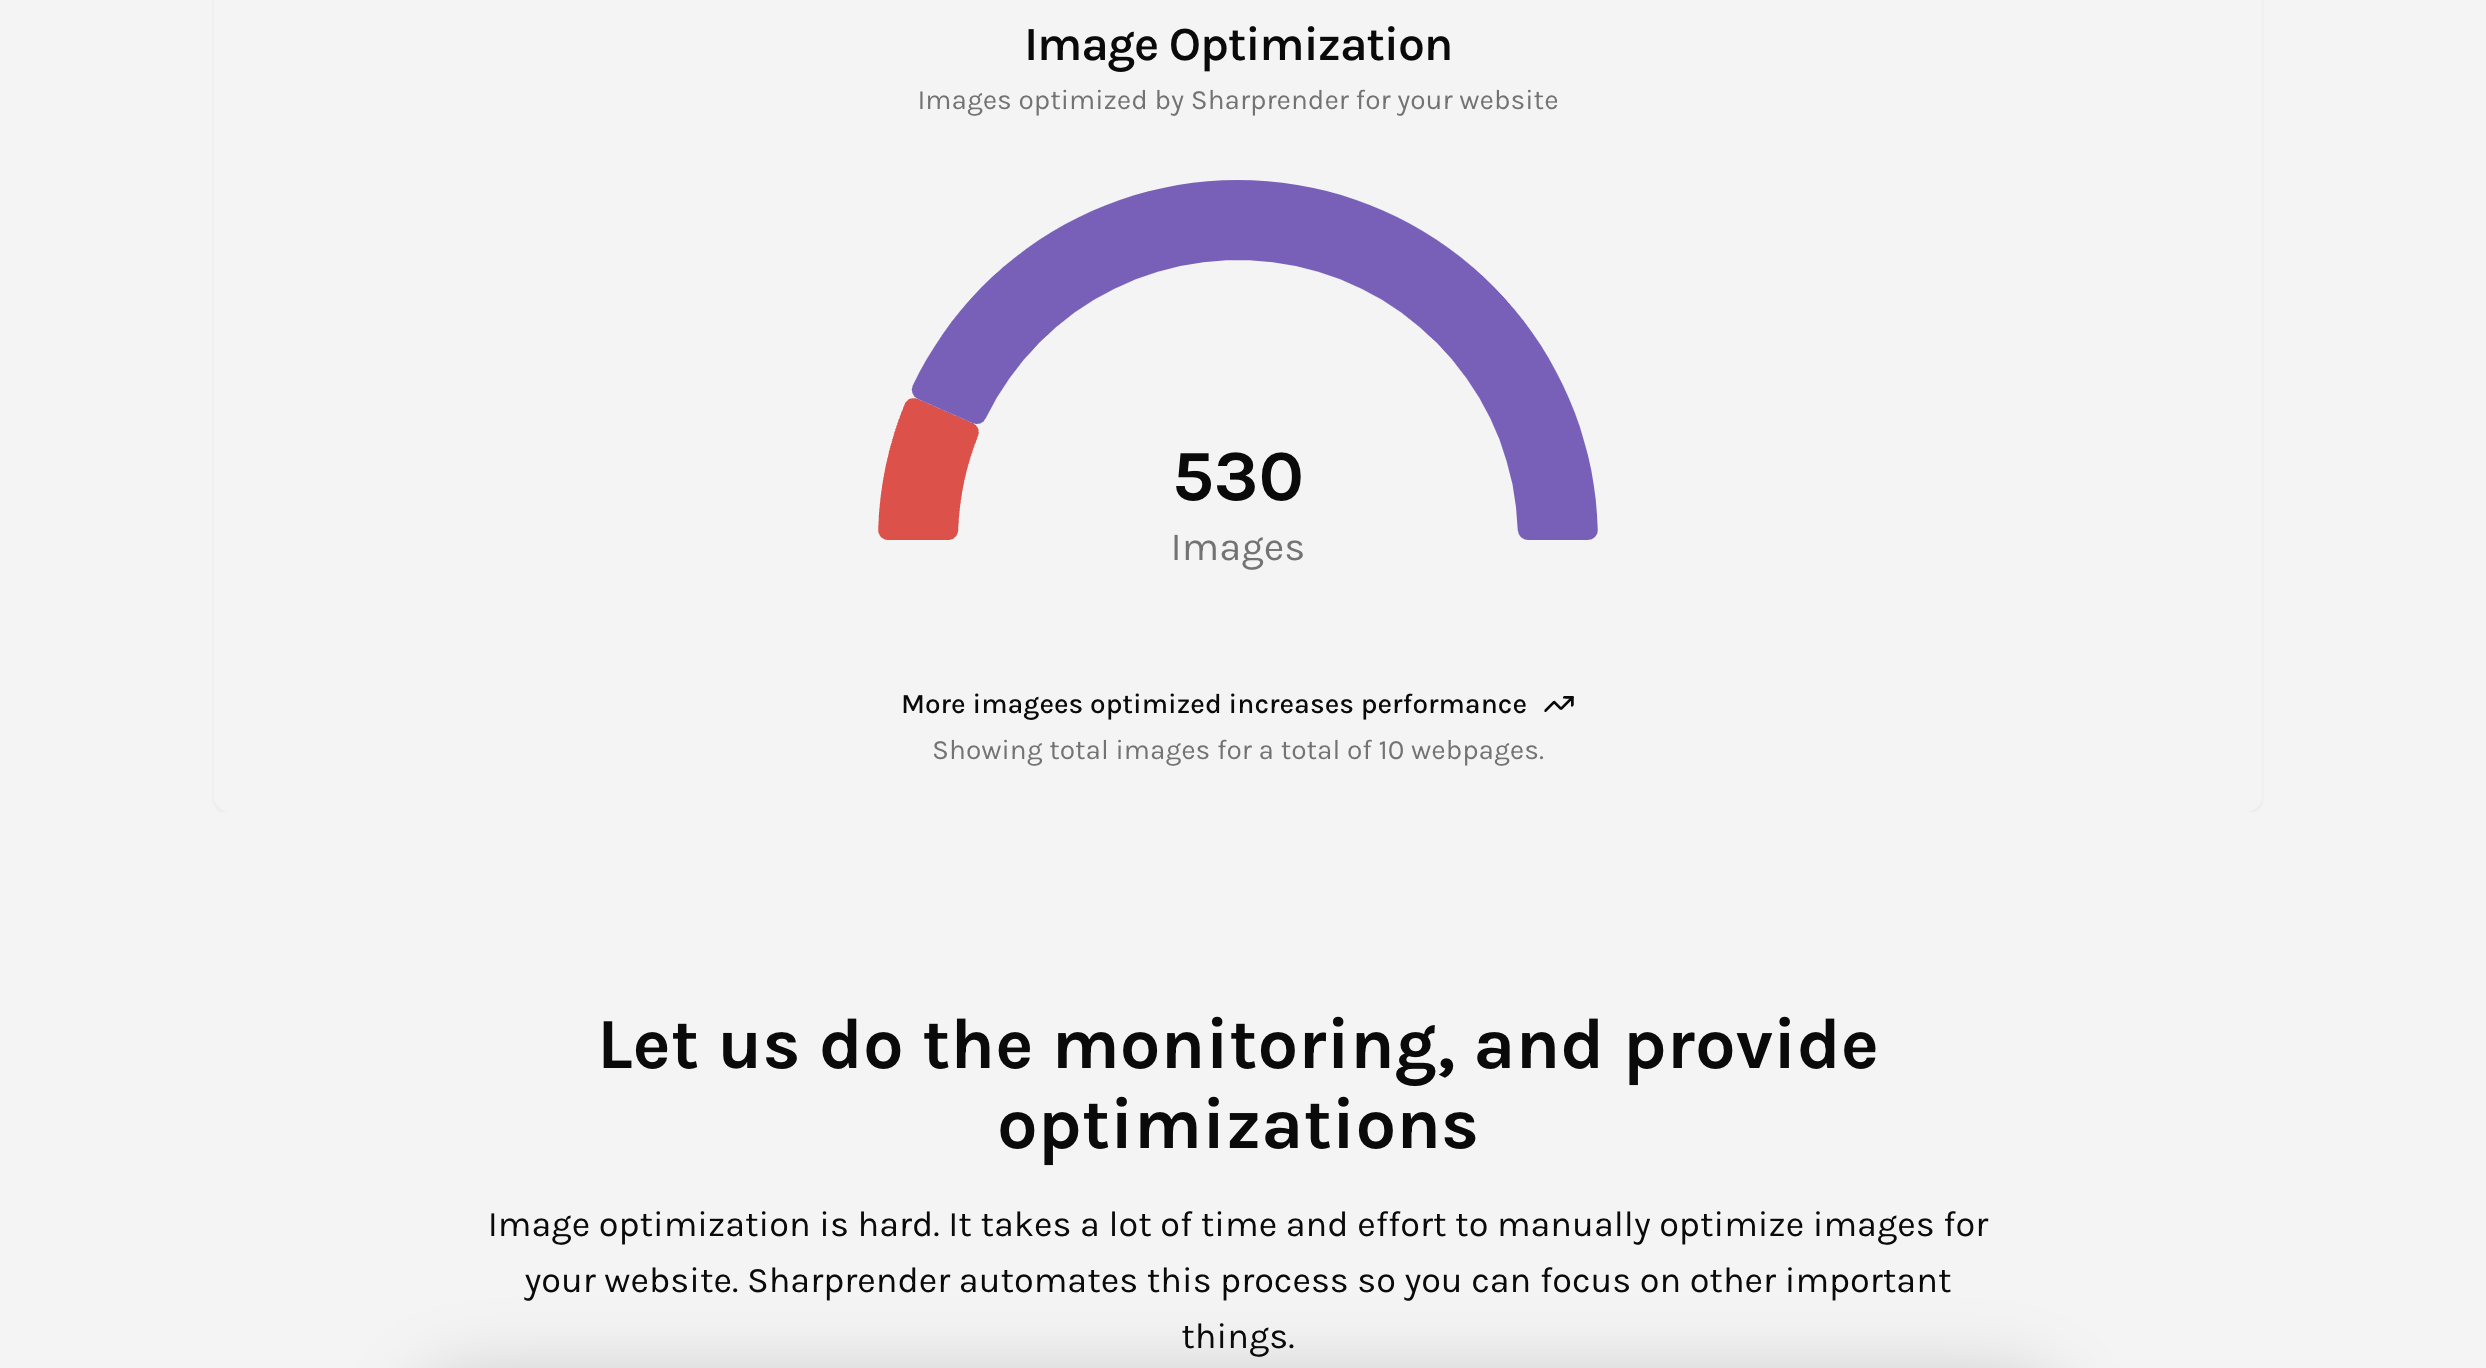 Image Optimization
Images optimized by Sharprender for your website
530
Images
More imagees optimized increases performance
Showing total images for a total of 10 webpages.
Let us do the monitoring, and provide
optimizations
Image optimization is hard. It takes a lot of time and effort to manually optimize images for
your website. Sharprender automates this process so you can focus on other important
things.